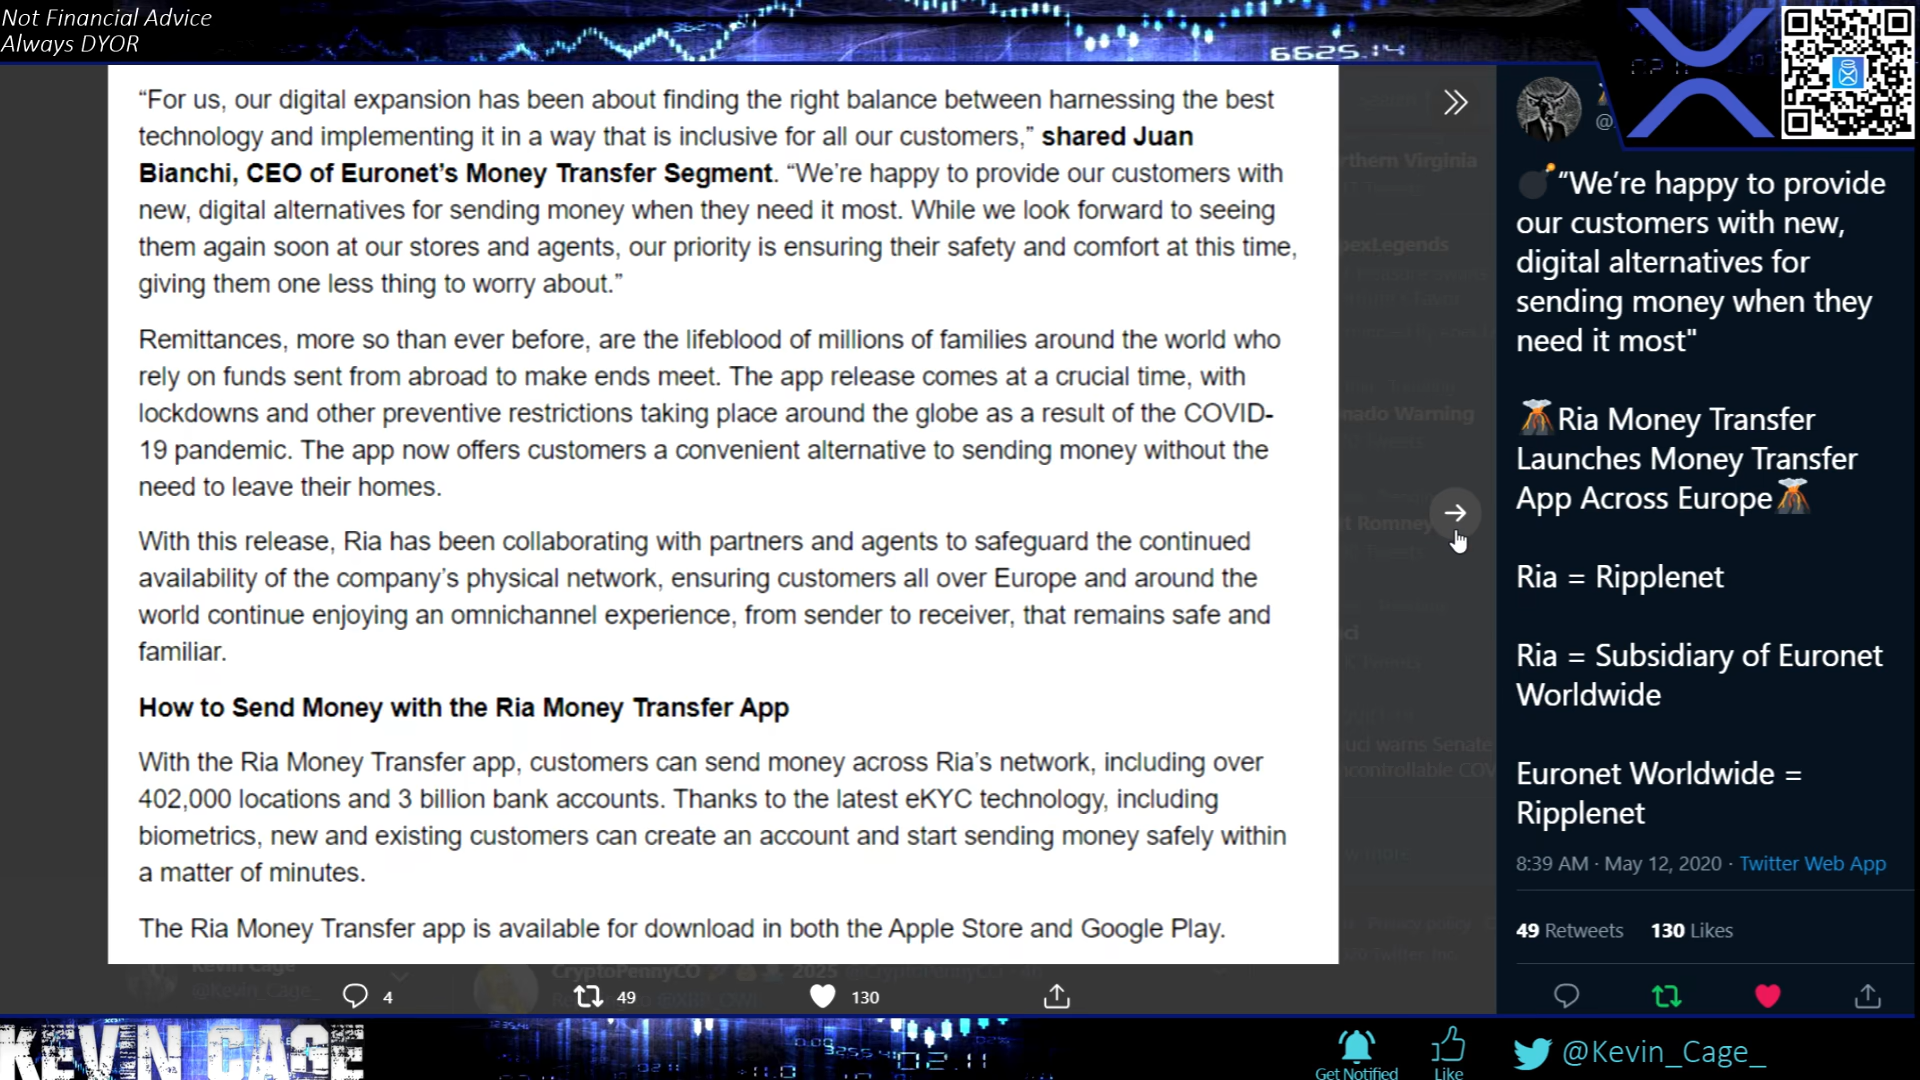 Not Financial Advice
Always DYOR
6625.14
“For us, our digital expansion has been about finding the right balance between harnessing the best
technology and implementing it in a way that is inclusive for all our customers,” shared Juan
Bianchi, CEO of Euronet’s Money Transfer Segment. “We’re happy to provide our customers with
new, digital alternatives for sending money when they need it most. While we look forward to seeing
them again soon at our stores and agents, our priority is ensuring their safety and comfort at this time,
giving them one less thing to worry about.”
Remittances, more so than ever before, are the lifeblood of millions of families around the world who
rely on funds sent from abroad to make ends meet. The app release comes at a crucial time, with
lockdowns and other preventive restrictions taking place around the globe as a result of the COVID-
19 pandemic. The app now offers customers a convenient alternative to sending money without the
need to leave their homes.
With this release, Ria has been collaborating with partners and agents to safeguard the continued
availability of the company’s physical network, ensuring customers all over Europe and around the
world continue enjoying an omnichannel experience, from sender to receiver, that remains safe and
familiar.
How to Send Money with the Ria Money Transfer App
With the Ria Money Transfer app, customers can send money across Ria’s network, including over
402,000 locations and 3 billion bank accounts. Thanks to the latest eKYC technology, including
biometrics, new and existing customers can create an account and start sending money safely within
a matter of minutes.
The Ria Money Transfer app is available for download in both the Apple Store and Google Play.
4
49
130
rthern Virginia
pexLegends
nado Warning
t Romney
uci warns Senate
Kevin Cage
@Kevin_Cage_
CryptoPennyCO
2025
@
“We’re happy to provide
our customers with new,
digital alternatives for
sending money when they
need it most"
Ria Money Transfer
Launches Money Transfer
App Across Europe
Ria = Ripplenet
Ria = Subsidiary of Euronet
Worldwide
Euronet Worldwide =
Ripplenet
8:39 AM · May 12, 2020 · Twitter Web App
49 Retweets 130 Likes
KEVIN CAGE
02.11
Get Notified
Like
@Kevin_Cage_